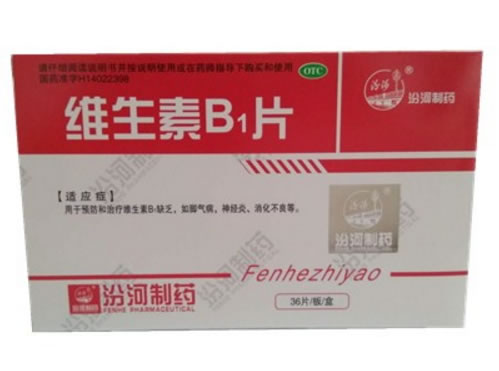 请仔细阅读说明书并按说明使用或在药师指导下购买和使用
国药准字H14022398
OTC
®
汾河制药
维生素B1片
【适应症】
用于预防和治疗维生素B1缺乏,如脚气病,神经炎、消化不良等。
汾河制药
Fenhezhiyao
汾河制药
FENHE PHARMACEUTICAL
36片/板/盒